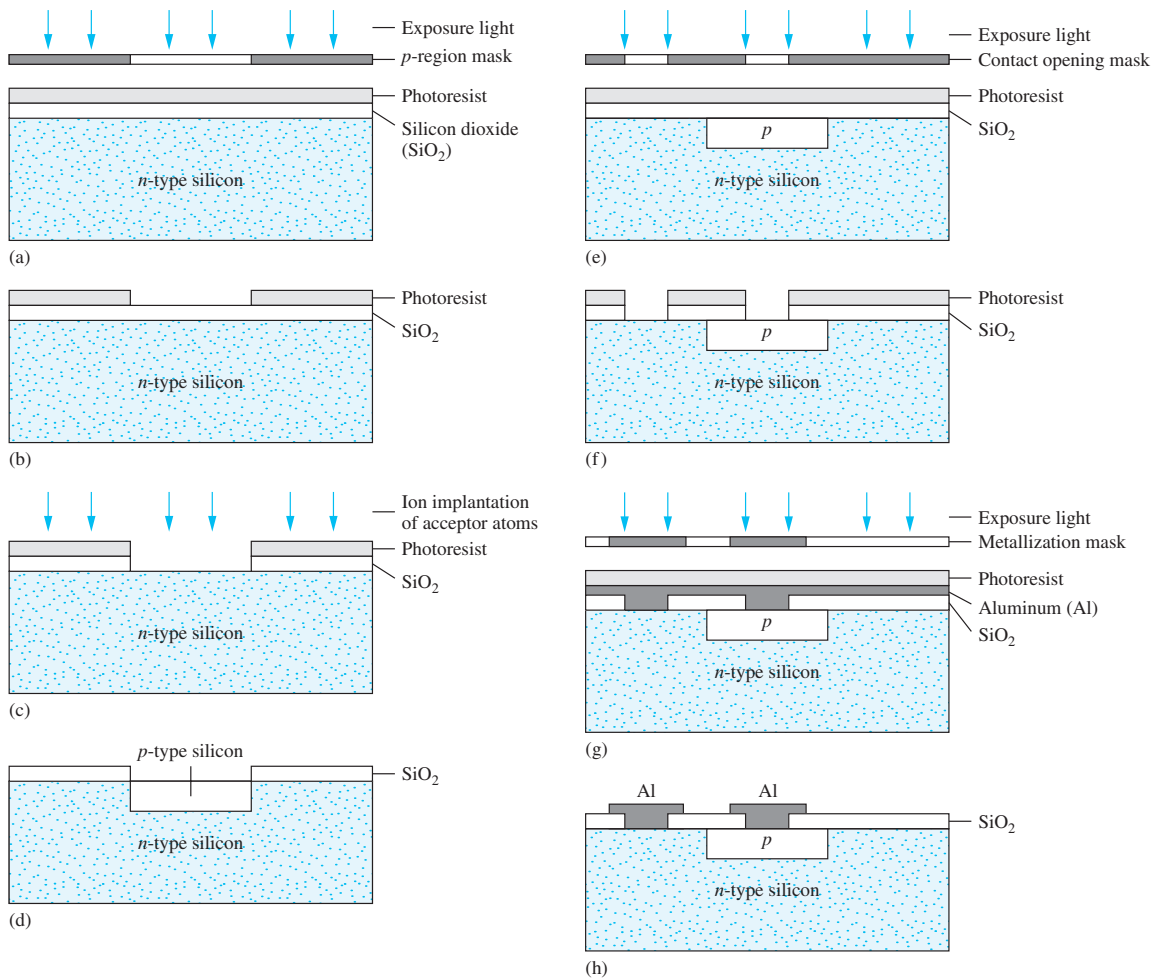 Exposure light
p-region mask
Photoresist
Silicon dioxide
(SiO₂)
n-type silicon
(a)
Photoresist
SiO₂
n-type silicon
(b)
Ion implantation
of acceptor atoms
Photoresist
SiO₂
n-type silicon
(c)
p-type silicon
SiO₂
n-type silicon
(d)
Exposure light
Contact opening mask
Photoresist
SiO₂
p
n-type silicon
(e)
Photoresist
SiO₂
p
n-type silicon
(f)
Exposure light
Metallization mask
Photoresist
Aluminum (Al)
SiO₂
p
n-type silicon
(g)
Al Al
SiO₂
p
n-type silicon
(h)